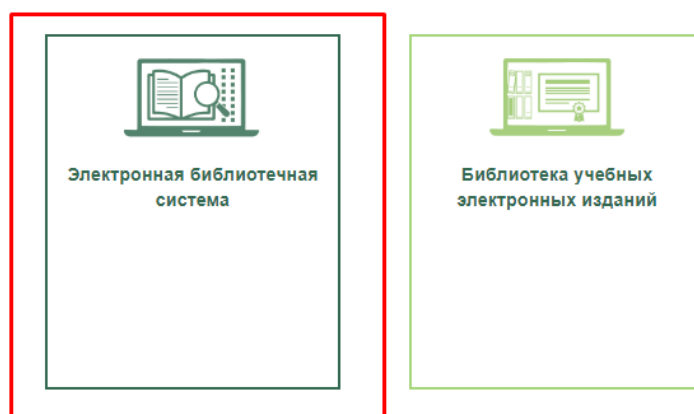 Электронная библиотечная
система
Библиотека учебных
электронных изданий